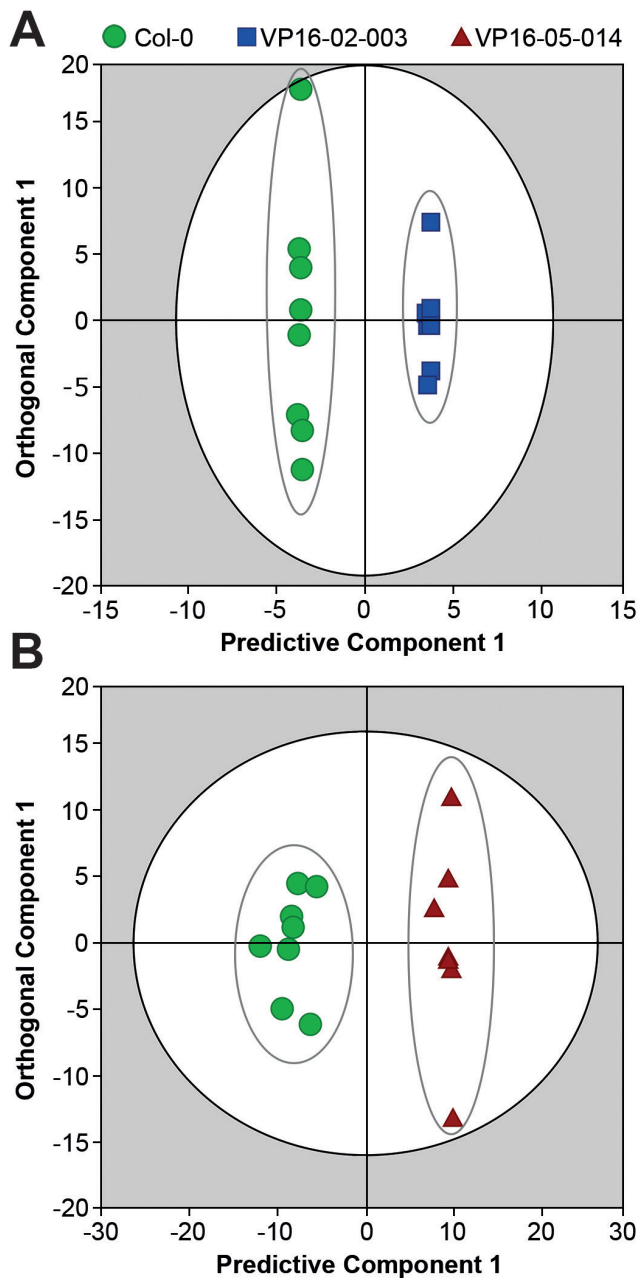 A
Col-0 VP16-02-003 VP16-05-014
20
15
10
5
0
-5
-10
-15
-20
Orthogonal Component 1
-15 -10 -5 0 5 10 15
Predictive Component 1
B
20
15
10
5
0
-5
-10
-15
-20
Orthogonal Component 1
-30 -20 -10 0 10 20 30
Predictive Component 1